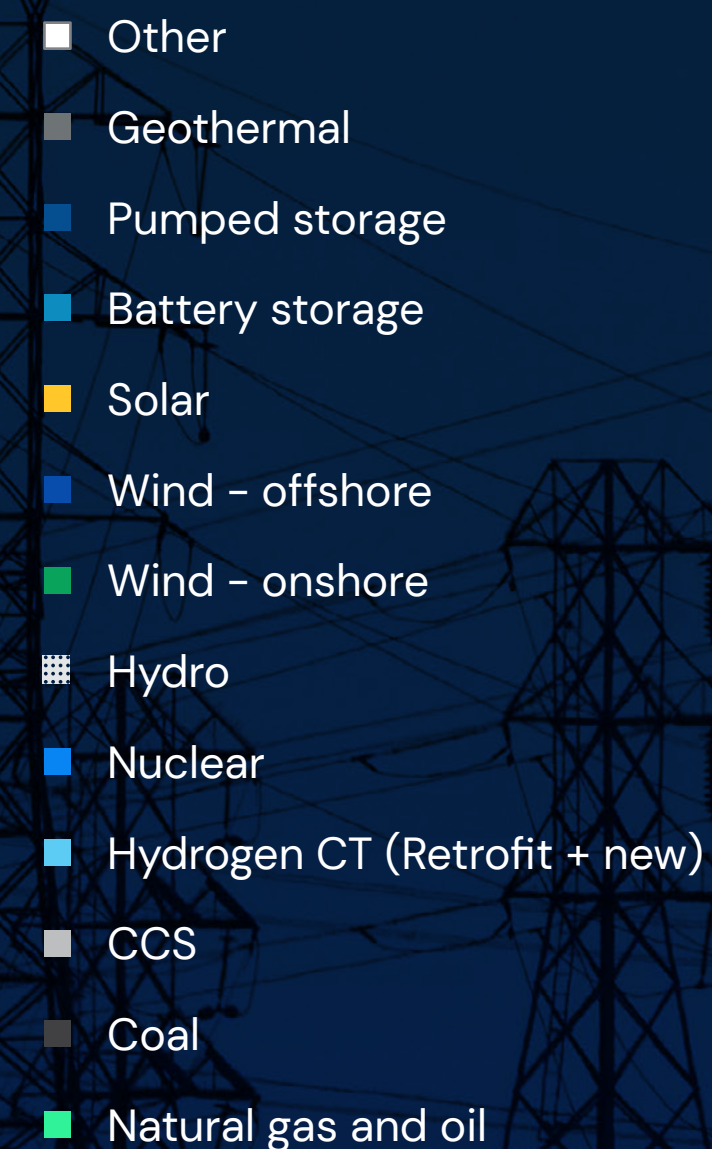 Other
Geothermal
Pumped storage
Battery storage
Solar
Wind - offshore
Wind - onshore
Hydro
Nuclear
Hydrogen CT (Retrofit + new)
CCS
Coal
Natural gas and oil